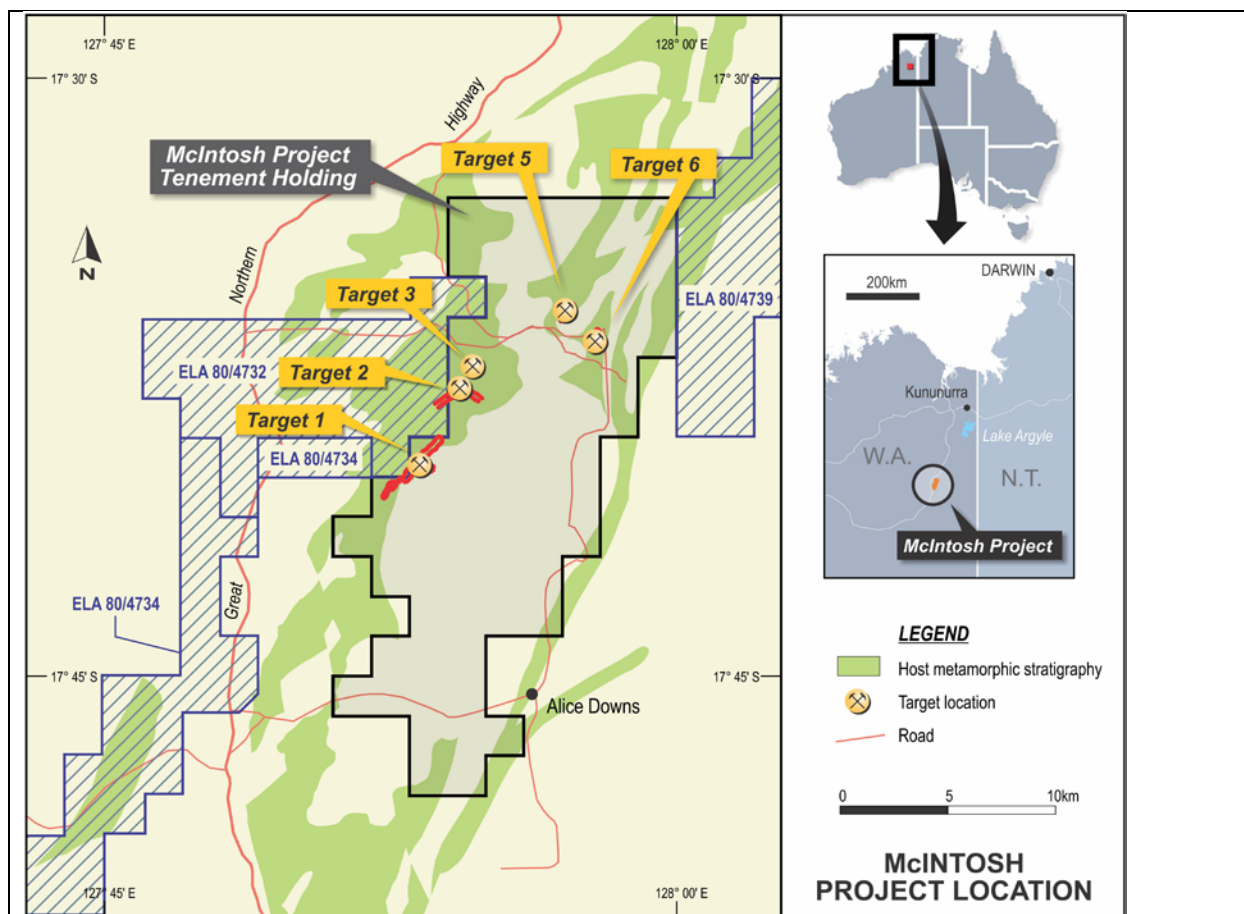 127° 45' E
128° 00' E
17° 30' S
17° 30' S
Highway
McIntosh Project
Tenement Holding
Target 5
Target 6
N
Northern
Target 3
ELA 80/4739
ELA 80/4732
Target 2
Target 1
ELA 80/4734
ELA 80/4734
Great
17° 45' S
17° 45' S
Alice Downs
127° 45' E
128° 00' E
DARWIN
200km
Kununurra
Lake Argyle
W.A.
N.T.
McIntosh Project
LEGEND
Host metamorphic stratigraphy
Target location
Road
0
5
10km
McINTOSH
PROJECT LOCATION